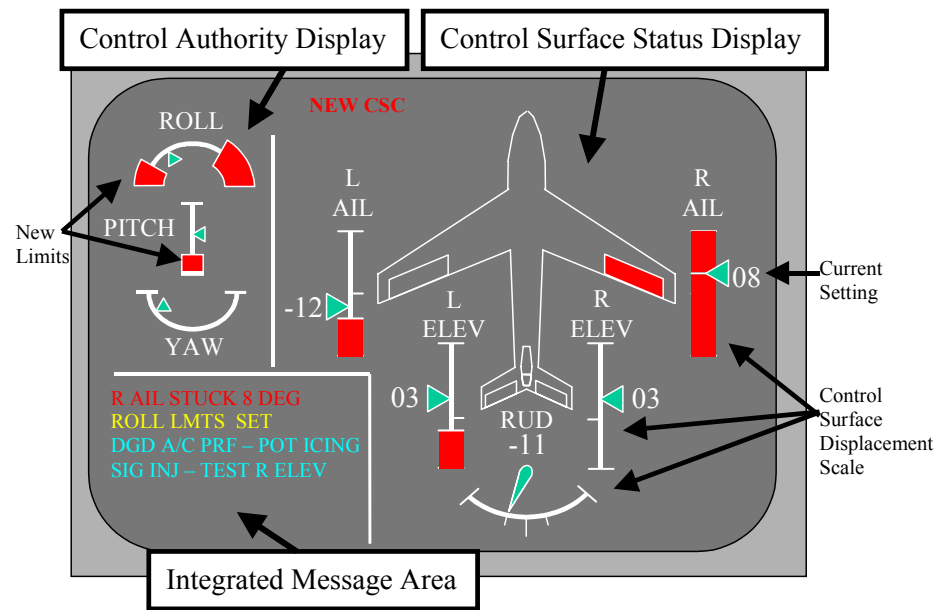 Control Authority Display
Control Surface Status Display
NEW CSC
ROLL
PITCH
YAW
New
Limits
L
AIL
-12
R
AIL
08
Current
Setting
L
ELEV
03
R
ELEV
03
RUD
-11
Control
Surface
Displacement
Scale
R AIL STUCK 8 DEG
ROLL LMTS SET
DGD A/C PRF – POT ICING
SIG INJ – TEST R ELEV
Integrated Message Area